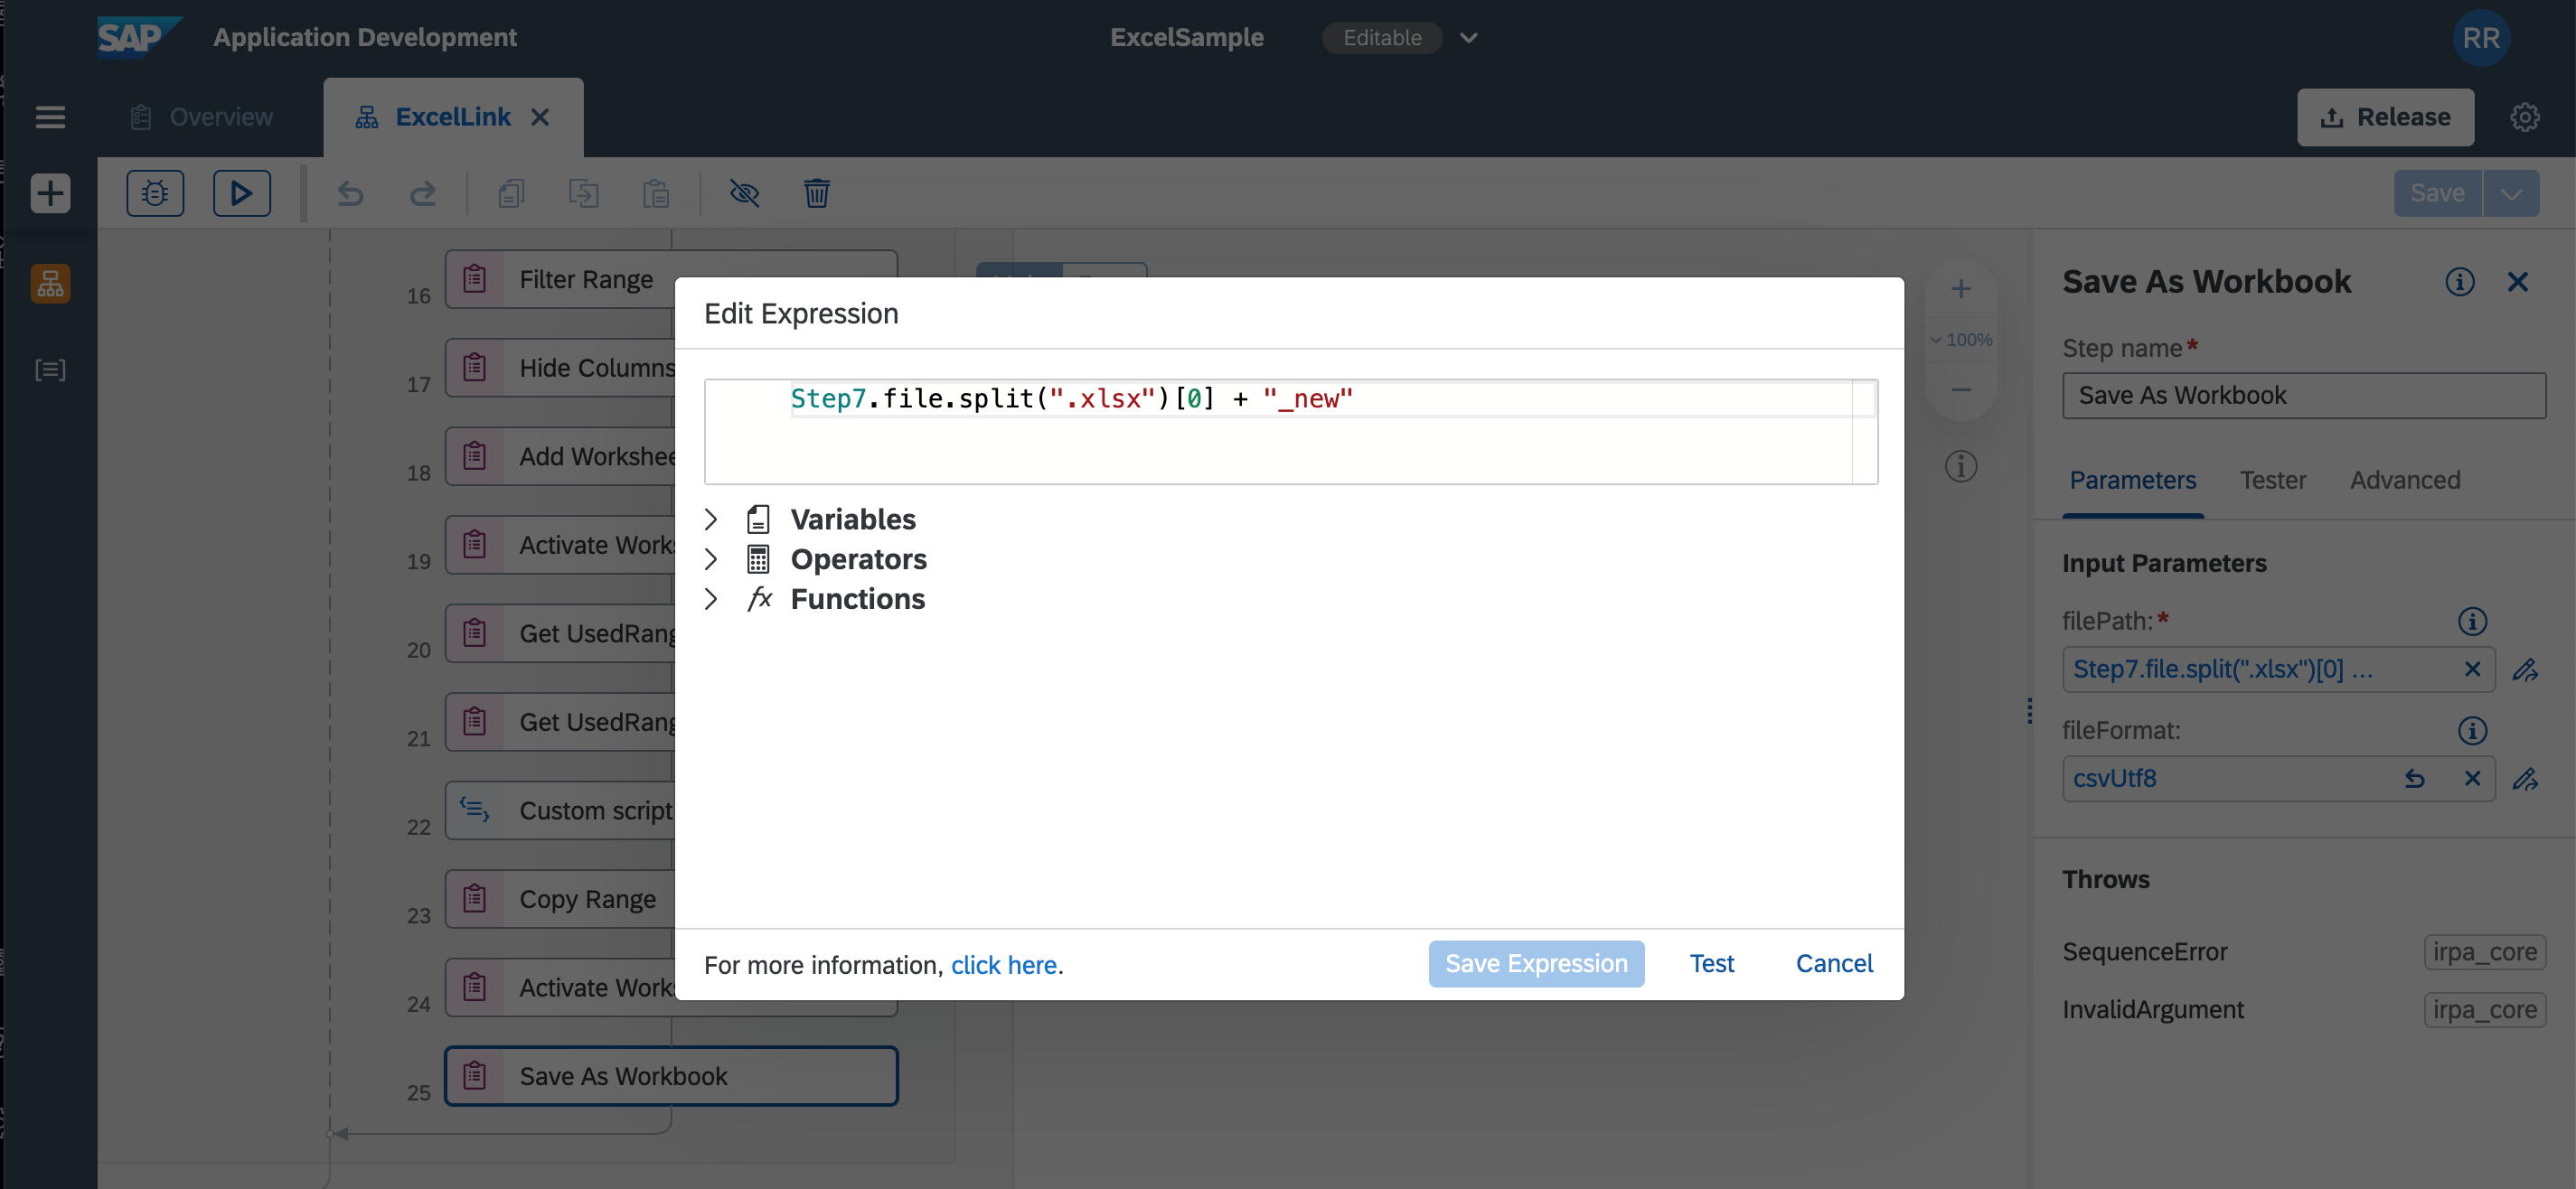 SAP Application Development
ExcelSample Editable
RR
Overview
ExcelLink
Release
Save
16 Filter Range
17 Hide Columns
18 Add Workshee
19 Activate Works
20 Get UsedRang
21 Get UsedRang
22 Custom script
23 Copy Range
24 Activate Works
25 Save As Workbook
Edit Expression
Step7.file.split(".xlsx")[0] + "_new"
Variables
Operators
fx Functions
For more information, click here.
Save Expression Test Cancel
100%
Save As Workbook
Step name*
Save As Workbook
Parameters Tester Advanced
Input Parameters
filePath:*
Step7.file.split(".xlsx")[0] ...
fileFormat:
csvUtf8
Throws
SequenceError irpa_core
InvalidArgument irpa_core